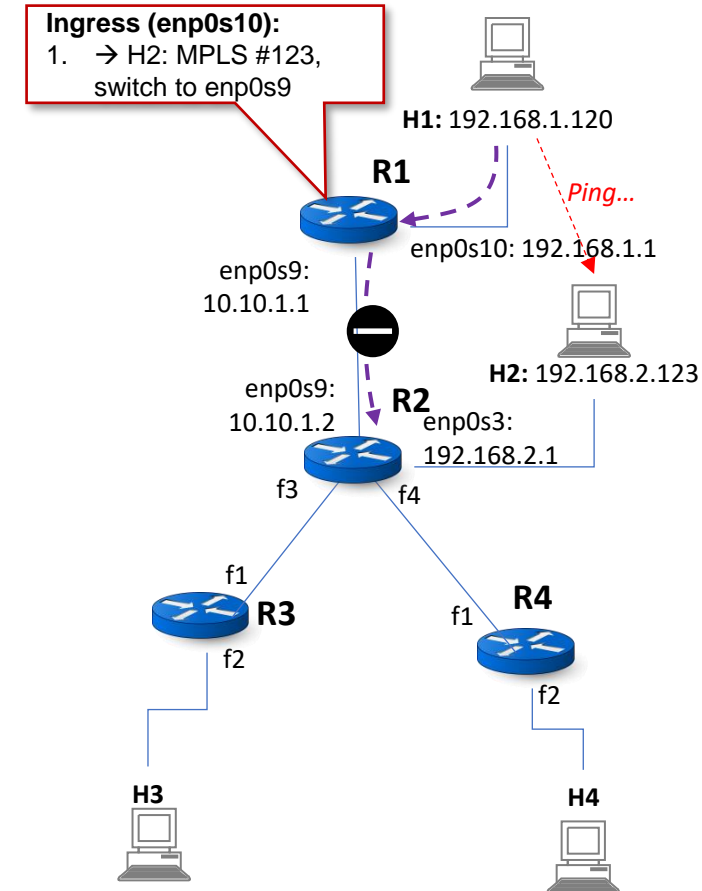 Ingress (enp0s10):
1. → H2: MPLS #123,
switch to enp0s9
H1: 192.168.1.120
R1
Ping...
enp0s10: 192.168.1.1
enp0s9:
10.10.1.1
H2: 192.168.2.123
enp0s9:
10.10.1.2
R2
enp0s3:
192.168.2.1
f3
f4
f1
R3
f2
R4
f1
f2
H3
H4